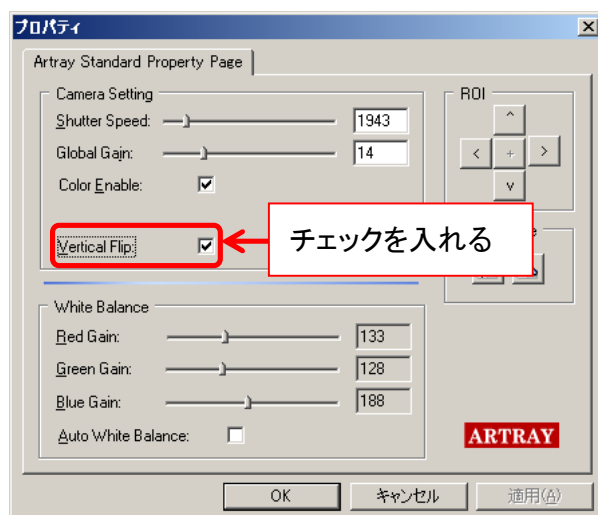 プロパティ
Artray Standard Property Page
Camera Setting
Shutter Speed: 1943
Global Gain: 14
Color Enable:
Vertical Flip:
チェックを入れる
ROI
^
< + >
v
White Balance
Red Gain: 133
Green Gain: 128
Blue Gain: 188
Auto White Balance:
ARTRAY
OK キャンセル 適用(A)